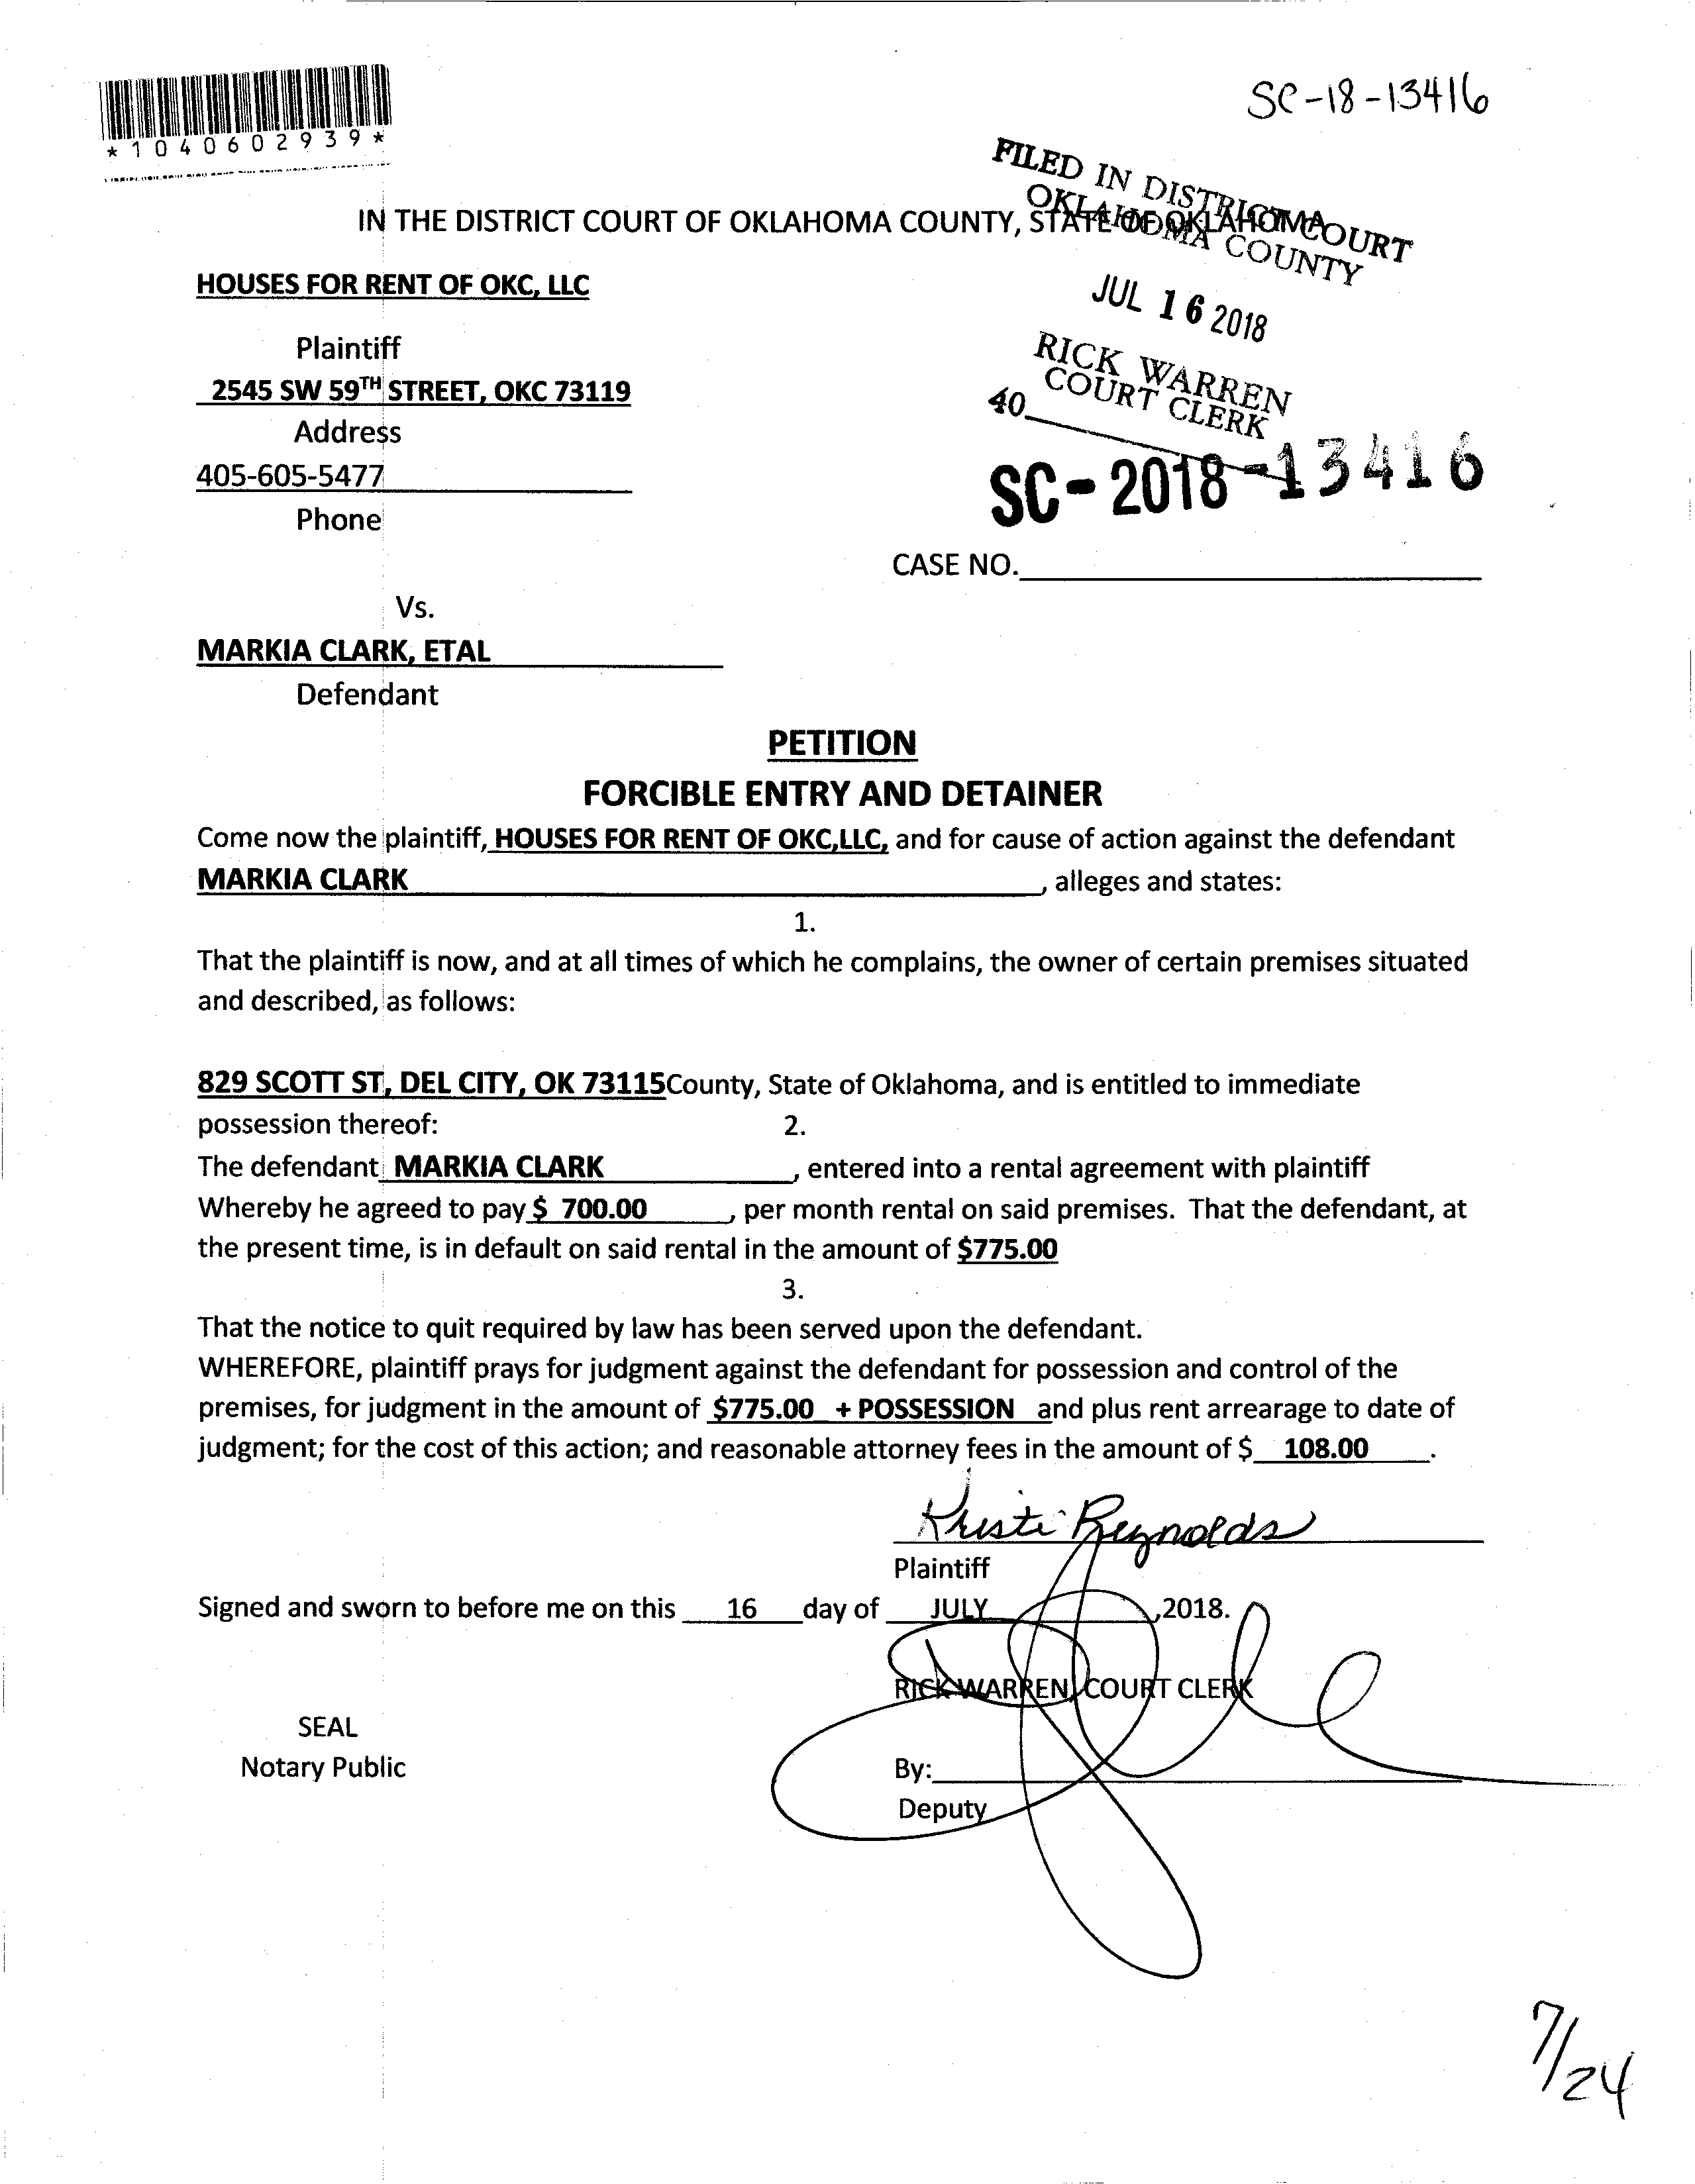 *1040602939*
SC-18-13416
FILED IN DISTRICT COURT
OKLAHOMA COUNTY
IN THE DISTRICT COURT OF OKLAHOMA COUNTY, STATE OF OKLAHOMA
JUL 16 2018
RICK WARREN
COURT CLERK
40
SC-2018-13416
HOUSES FOR RENT OF OKC, LLC
Plaintiff
2545 SW 59TH STREET, OKC 73119
Address
405-605-5477
Phone
CASE NO.
Vs.
MARKIA CLARK, ETAL
Defendant
PETITION
FORCIBLE ENTRY AND DETAINER
Come now the plaintiff, HOUSES FOR RENT OF OKC,LLC, and for cause of action against the defendant
MARKIA CLARK, alleges and states:
1.
That the plaintiff is now, and at all times of which he complains, the owner of certain premises situated
and described, as follows:
829 SCOTT ST, DEL CITY, OK 73115County, State of Oklahoma, and is entitled to immediate
possession thereof:
2.
The defendant MARKIA CLARK, entered into a rental agreement with plaintiff
Whereby he agreed to pay $ 700.00, per month rental on said premises. That the defendant, at
the present time, is in default on said rental in the amount of $775.00
3.
That the notice to quit required by law has been served upon the defendant.
WHEREFORE, plaintiff prays for judgment against the defendant for possession and control of the
premises, for judgment in the amount of $775.00 + POSSESSION and plus rent arrearage to date of
judgment; for the cost of this action; and reasonable attorney fees in the amount of $ 108.00.
Kristi Reynolds
Plaintiff
Signed and sworn to before me on this 16 day of JULY,2018.
RICK WARREN, COURT CLERK
SEAL
Notary Public
By:
Deputy
7/24